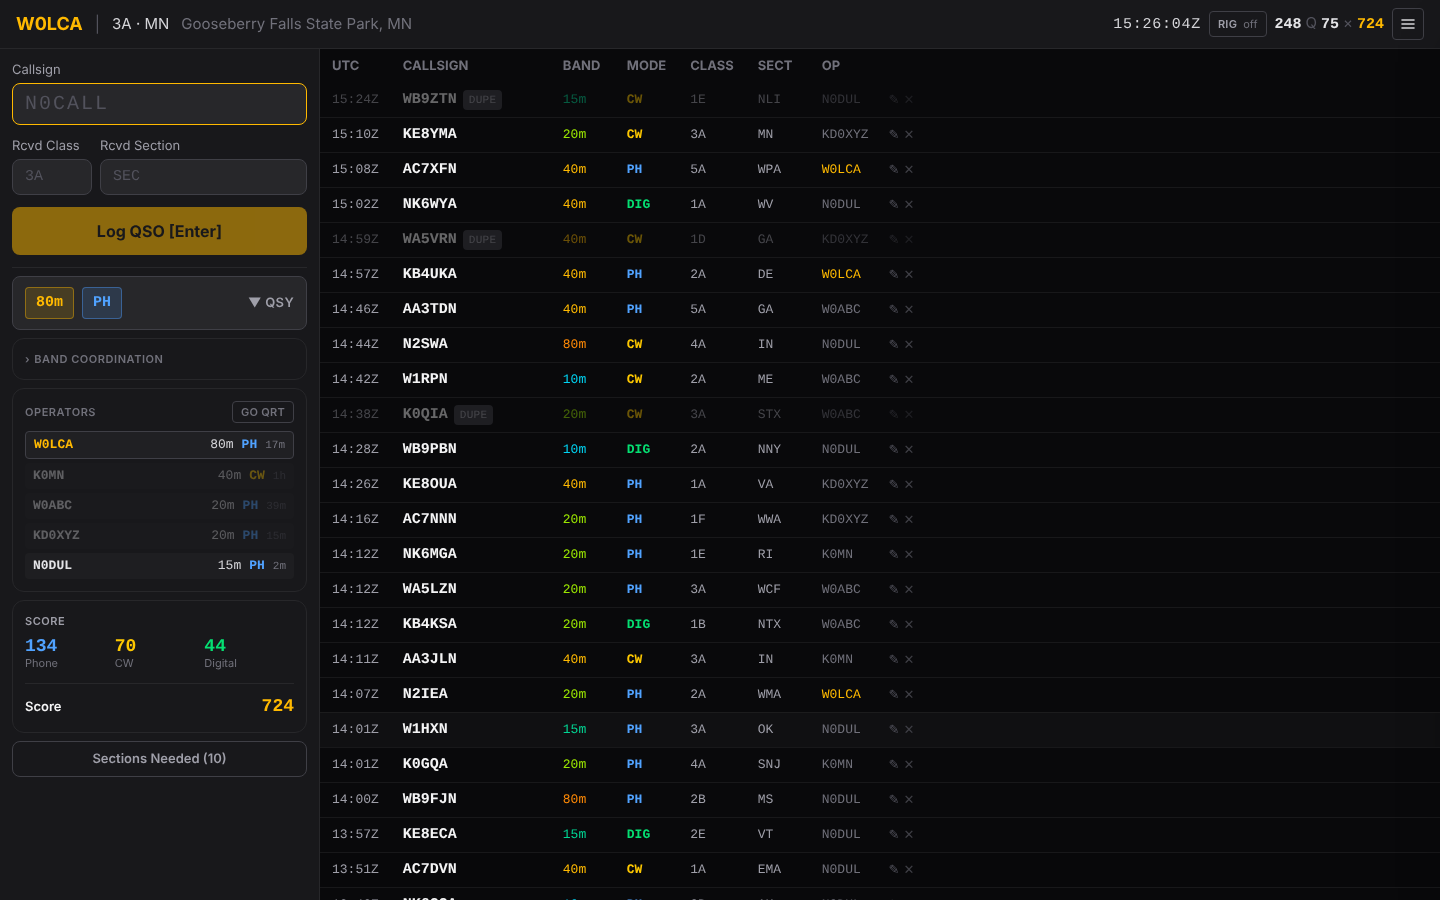 W0LCA 3A · MN Gooseberry Falls State Park, MN 15:26:04Z RIG off 248 Q 75 × 724
Callsign
N0CALL
Rcvd Class Rcvd Section
3A SEC
Log QSO [Enter]
80m PH ▼ QSY
› BAND COORDINATION
OPERATORS GO QRT
W0LCA 80m PH 17m
K0MN 40m CW 1h
W0ABC 20m PH 30m
KD0XYZ 20m PH 15m
N0DUL 15m PH 2m
SCORE
134 70 44
Phone CW Digital
Score 724
Sections Needed (10)
UTC CALLSIGN BAND MODE CLASS SECT OP
15:24Z WB9ZTN DUPE 15m CW 1E NLI N0DUL ✎ ×
15:10Z KE8YMA 20m CW 3A MN KD0XYZ ✎ ×
15:08Z AC7XFN 40m PH 5A WPA W0LCA ✎ ×
15:02Z NK6WYA 40m DIG 1A WV N0DUL ✎ ×
14:59Z WA5VRN DUPE 40m CW 1D GA KD0XYZ ✎ ×
14:57Z KB4UKA 40m PH 2A DE W0LCA ✎ ×
14:46Z AA3TDN 40m PH 5A GA W0ABC ✎ ×
14:44Z N2SWA 80m CW 4A IN N0DUL ✎ ×
14:42Z W1RPN 10m CW 2A ME W0ABC ✎ ×
14:38Z K0QIA DUPE 20m CW 3A STX W0ABC ✎ ×
14:28Z WB9PBN 10m DIG 2A NNY N0DUL ✎ ×
14:26Z KE8OUA 40m PH 1A VA KD0XYZ ✎ ×
14:16Z AC7NNN 20m PH 1F WWA KD0XYZ ✎ ×
14:12Z NK6MGA 20m PH 1E RI K0MN ✎ ×
14:12Z WA5LZN 20m PH 3A WCF W0ABC ✎ ×
14:12Z KB4KSA 20m DIG 1B NTX W0ABC ✎ ×
14:11Z AA3JLN 40m CW 3A IN K0MN ✎ ×
14:07Z N2IEA 20m PH 2A WMA W0LCA ✎ ×
14:01Z W1HXN 15m PH 3A OK N0DUL ✎ ×
14:01Z K0GQA 20m PH 4A SNJ K0MN ✎ ×
14:00Z WB9FJN 80m PH 2B MS N0DUL ✎ ×
13:57Z KE8ECA 15m DIG 2E VT N0DUL ✎ ×
13:51Z AC7DVN 40m CW 1A EMA N0DUL ✎ ×